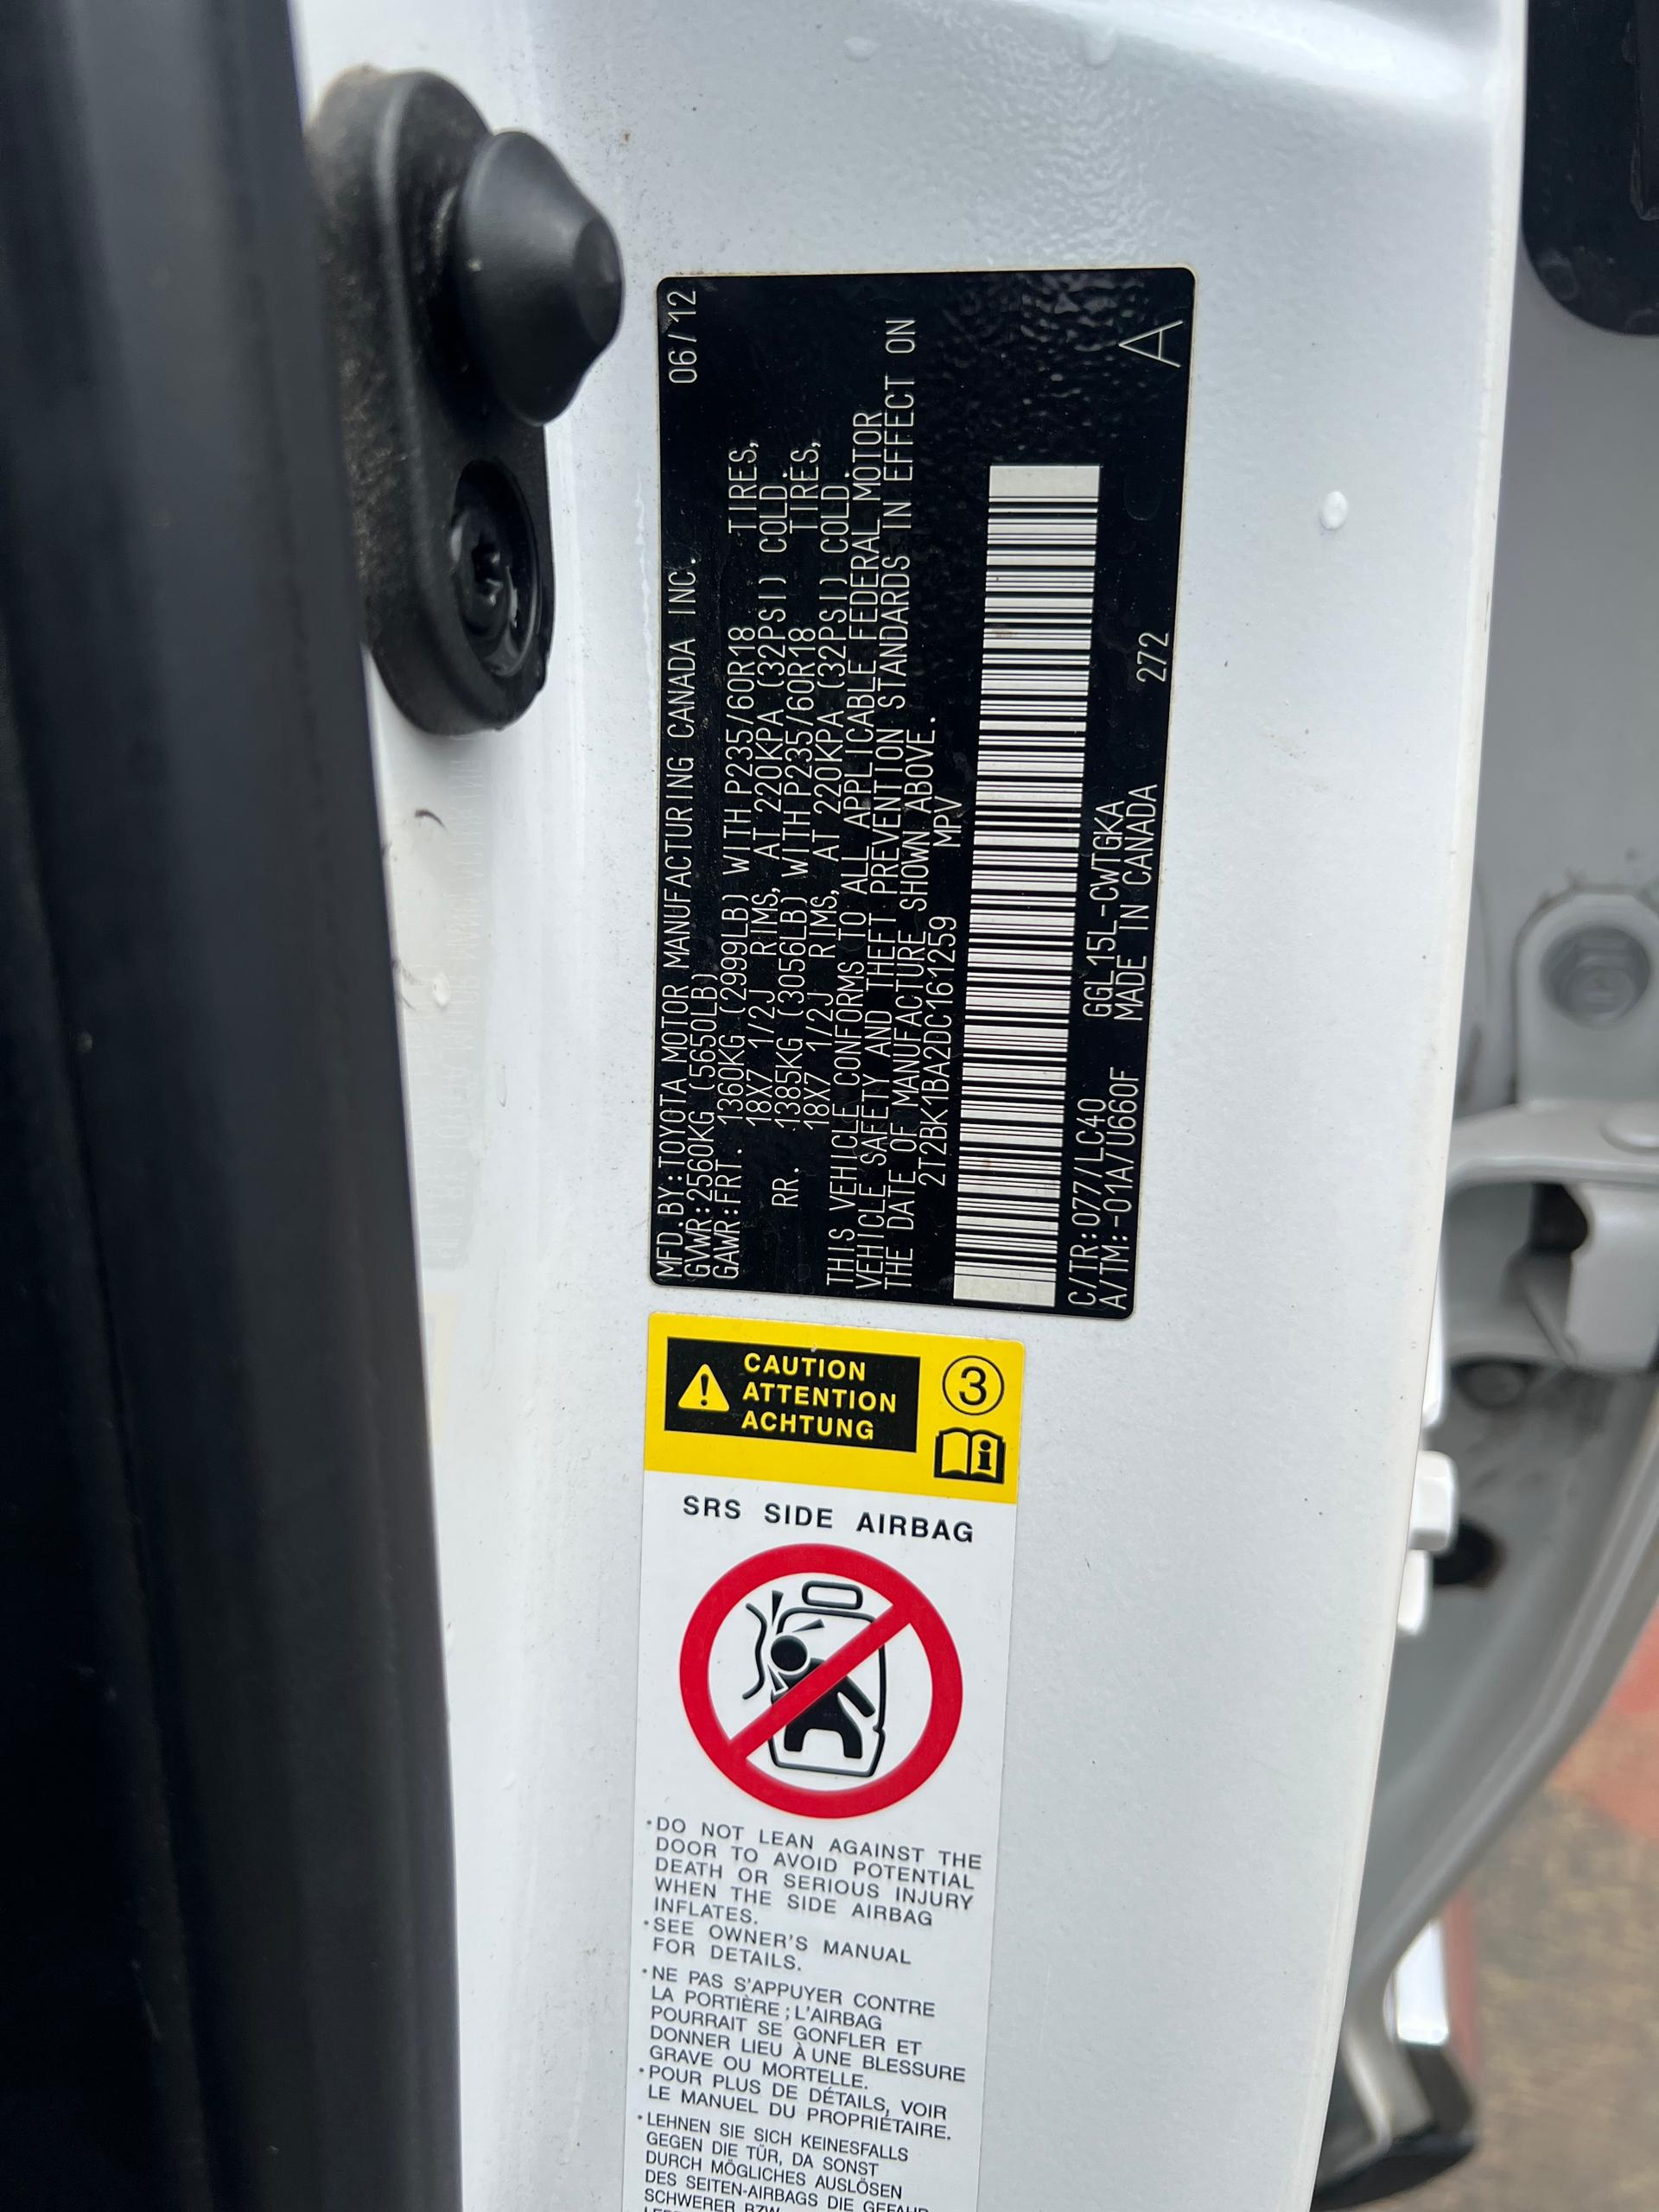 MFD.BY:TOYOTA MOTOR MANUFACTURING CANADA INC. 06/12
GVWR:2560KG(5650LB)
GAWR:FRT. 1360KG (2999LB) WITH P235/60R18 TIRES,
18X7 1/2J RIMS, AT 220KPA (32PSI) COLD.
RR. 1385KG (3056LB) WITH P235/60R18 TIRES,
18X7 1/2J RIMS, AT 220KPA (32PSI) COLD.
THIS VEHICLE CONFORMS TO ALL APPLICABLE FEDERAL MOTOR
VEHICLE SAFETY AND THEFT PREVENTION STANDARDS IN EFFECT ON
THE DATE OF MANUFACTURE SHOWN ABOVE.
2T2BK1BA2DC161259 MPV
C/TR:077/LC40 GGL15L-CWTGKA
A/TM:-01A/U660F MADE IN CANADA 272 A
CAUTION
ATTENTION
ACHTUNG
3
SRS SIDE AIRBAG
•DO NOT LEAN AGAINST THE
DOOR TO AVOID POTENTIAL
DEATH OR SERIOUS INJURY
WHEN THE SIDE AIRBAG
INFLATES.
•SEE OWNER'S MANUAL
FOR DETAILS.
•NE PAS S'APPUYER CONTRE
LA PORTIÈRE ; L'AIRBAG
POURRAIT SE GONFLER ET
DONNER LIEU À UNE BLESSURE
GRAVE OU MORTELLE.
•POUR PLUS DE DÉTAILS, VOIR
LE MANUEL DU PROPRIÉTAIRE.
•LEHNEN SIE SICH KEINESFALLS
GEGEN DIE TÜR, DA SONST
DURCH MÖGLICHES AUSLÖSEN
DES SEITEN-AIRBAGS DIE GEFAHR
SCHWERER BZW.